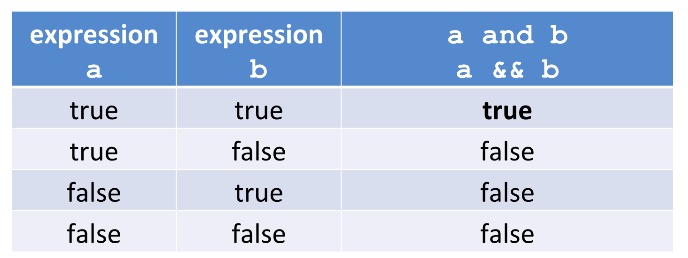 expression expression a and b
a b a && b
true true true
true false false
false true false
false false false